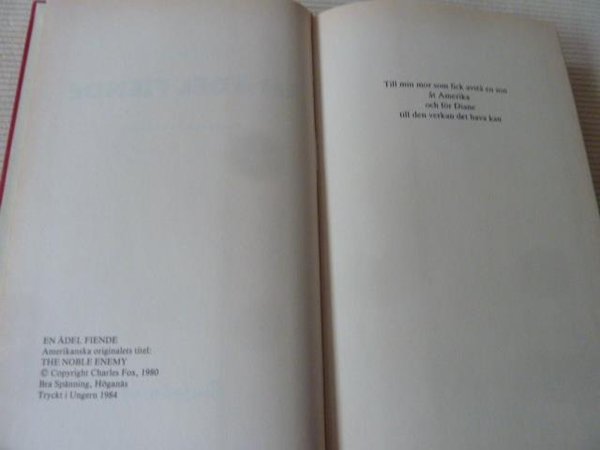 EN ÄDEL FIENDE
Amerikanska originalets titel:
THE NOBLE ENEMY
© Copyright Charles Fox, 1980
Bra Spänning, Höganäs
Tryckt i Ungern 1984
Till min mor som fick avstå en son
åt Amerika
och för Diane
till den verkan det hava kan